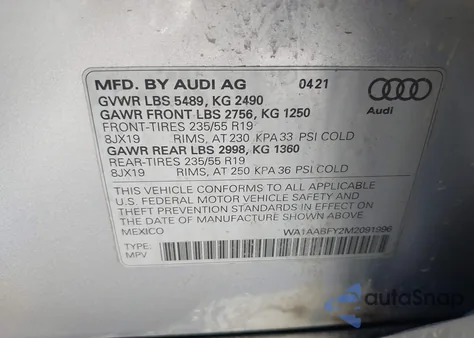 MFD. BY AUDI AG 04.21
GVWR LBS 5489, KG 2490
GAWR FRONT LBS 2756, KG 1250
FRONT-TIRES 235/55 R19
8JX19 RIMS, AT 230 KPA 33 PSI COLD
GAWR REAR LBS 2998, KG 1360
REAR-TIRES 235/55 R19
8JX19 RIMS, AT 250 KPA 36 PSI COLD
Audi
THIS VEHICLE CONFORMS TO ALL APPLICABLE
U.S. FEDERAL MOTOR VEHICLE SAFETY AND
THEFT PREVENTION STANDARDS IN EFFECT ON
THE DATE OF MANUFACTURE SHOWN ABOVE.
MEXICO WA1AABFY2M2091996
TYPE:
MPV
autoSnap